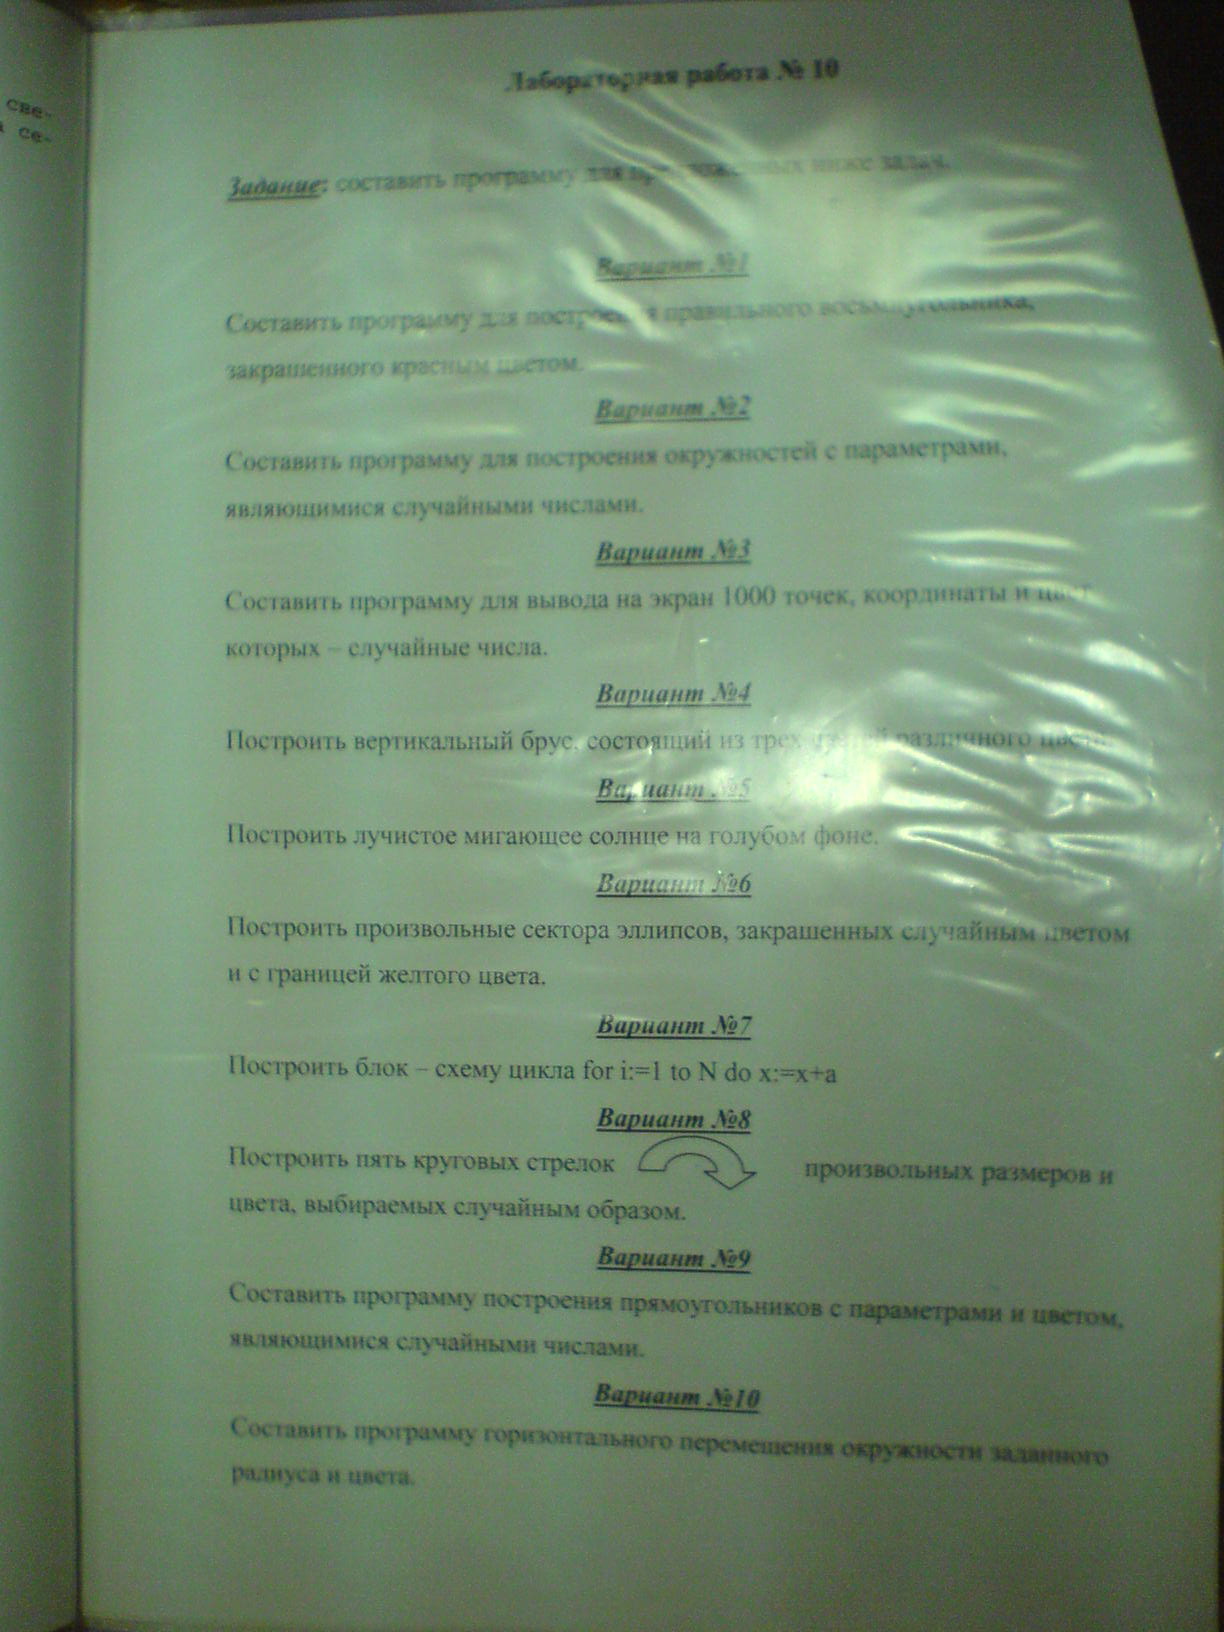 све-
се-
Лабораторная работа № 10
Задание: составить программу для ниже задач.
Вариант №1
Составить программу для построения правильного восьмиугольника,
закрашенного красным цветом.
Вариант №2
Составить программу для построения окружностей с параметрами,
являющимися случайными числами.
Вариант №3
Составить программу для вывода на экран 1000 точек, координаты и цвет
которых – случайные числа.
Вариант №4
Построить вертикальный брус, состоящий из трех различного цвета.
Вариант №5
Построить лучистое мигающее солнце на голубом фоне.
Вариант №6
Построить произвольные сектора эллипсов, закрашенных случайным цветом
и с границей желтого цвета.
Вариант №7
Построить блок – схему цикла for i:=1 to N do x:=x+a
Вариант №8
Построить пять круговых стрелок произвольных размеров и
цвета, выбираемых случайным образом.
Вариант №9
Составить программу построения прямоугольников с параметрами и цветом,
являющимися случайными числами.
Вариант №10
Составить программу горизонтального перемещения окружности заданного
радиуса и цвета.